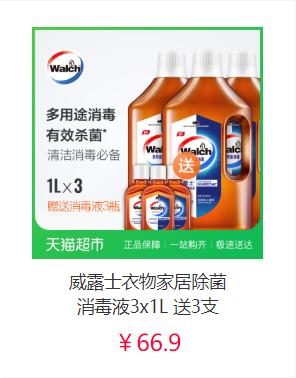 Walch
多用途消毒
有效杀菌*
清洁消毒必备
1L×3
赠送消毒液3瓶
Walch
送
天猫超市
正品保障 一站购齐 极速送达
威露士衣物家居除菌
消毒液3x1L 送3支
￥66.9